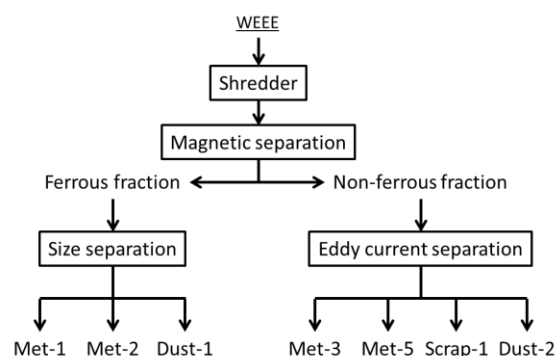 WEEE
Shredder
Magnetic separation
Ferrous fraction
Non-ferrous fraction
Size separation
Eddy current separation
Met-1 Met-2 Dust-1
Met-3 Met-5 Scrap-1 Dust-2